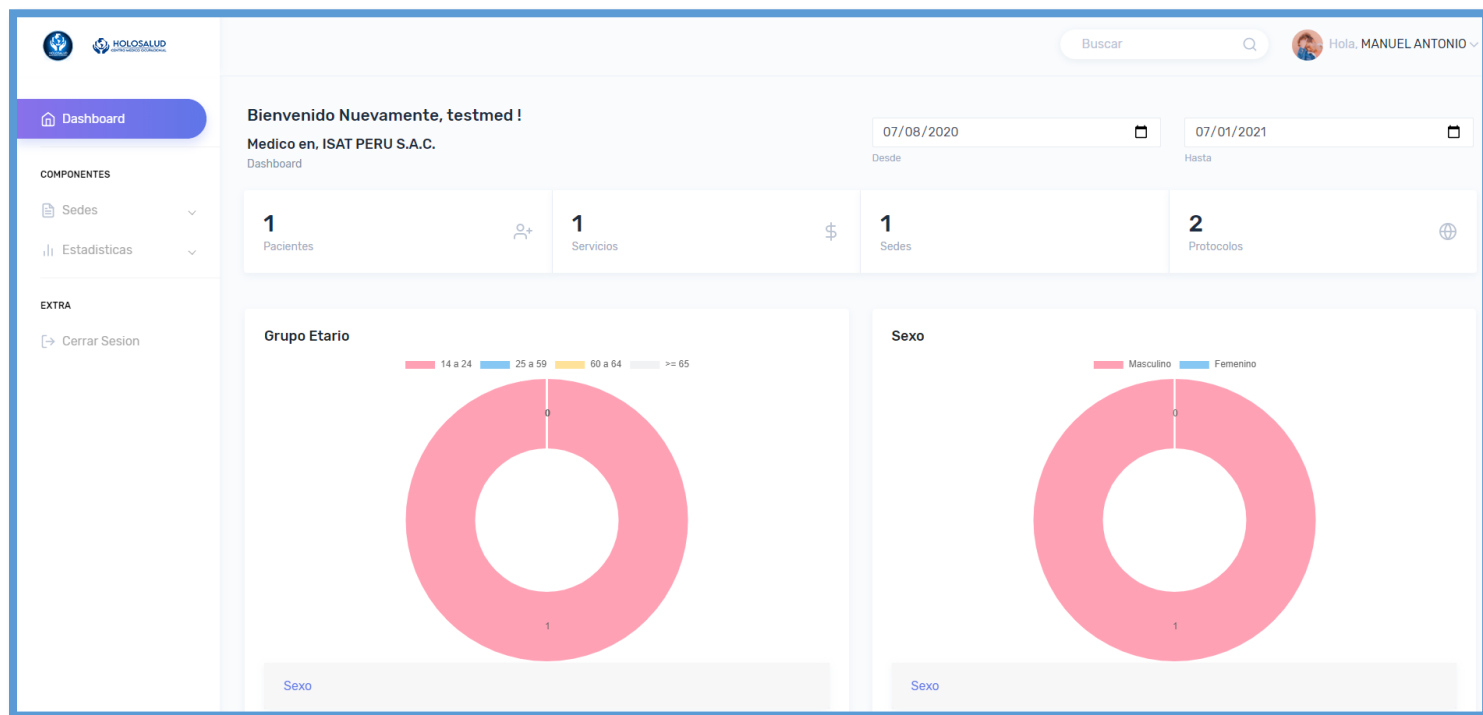 HOLOSALUD
Buscar
Hola, MANUEL ANTONIO
Dashboard
COMPONENTES
Sedes
Estadisticas
EXTRA
Cerrar Sesion
Bienvenido Nuevamente, testmed !
Medico en, ISAT PERU S.A.C.
Dashboard
07/08/2020
Desde
07/01/2021
Hasta
1
Pacientes
1
Servicios
1
Sedes
2
Protocolos
Grupo Etario
14 a 24 25 a 59 60 a 64 >= 65
0
1
Sexo
Sexo
Masculino Femenino
0
1
Sexo